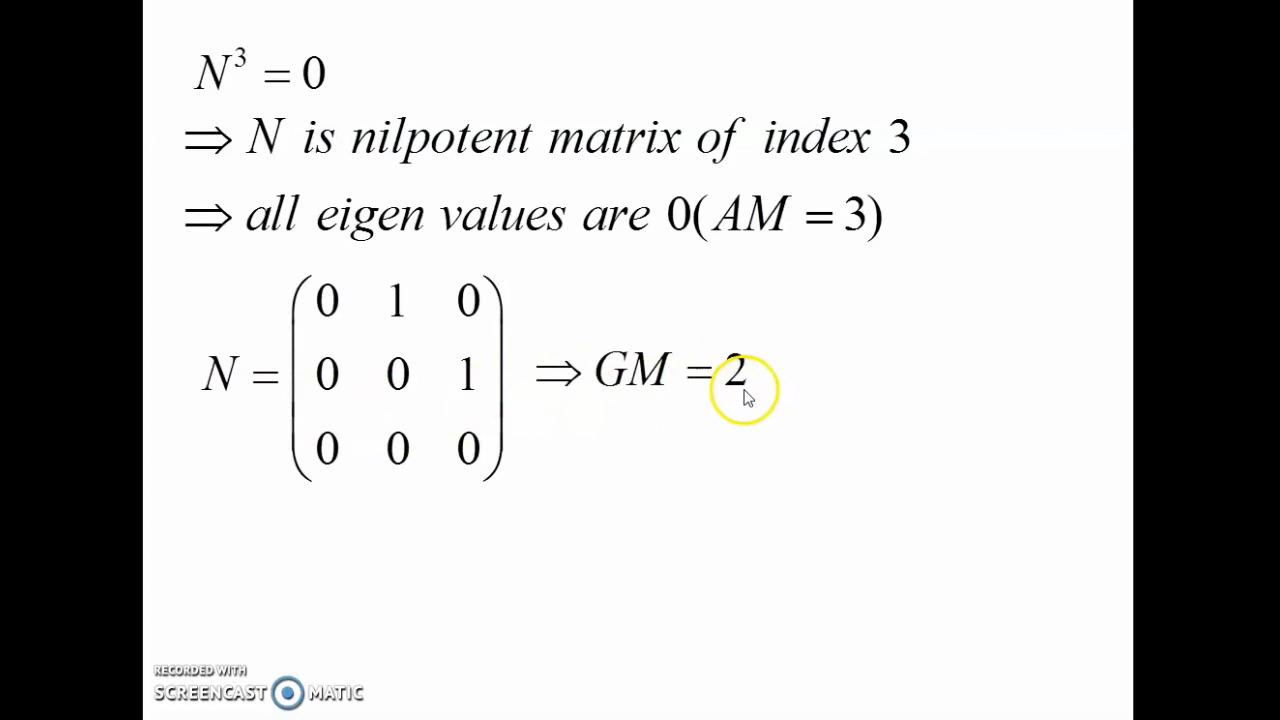 N³ = 0
⇒ N is nilpotent matrix of index 3
⇒ all eigen values are 0(AM = 3)
N = (0 1 0
0 0 1
0 0 0) ⇒ GM = 2
RECORDED WITH
SCREENCAST MATIC